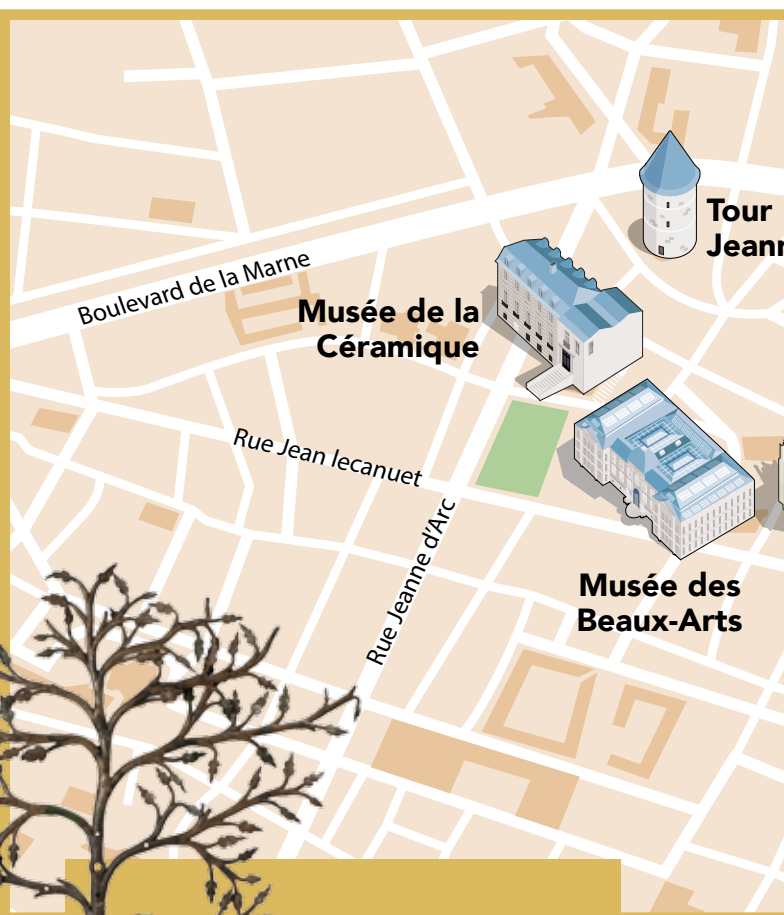 Tour
Jeann
Boulevard de la Marne
Musée de la
Céramique
Rue Jean lecanuet
Rue Jeanne d'Arc
Musée des
Beaux-Arts